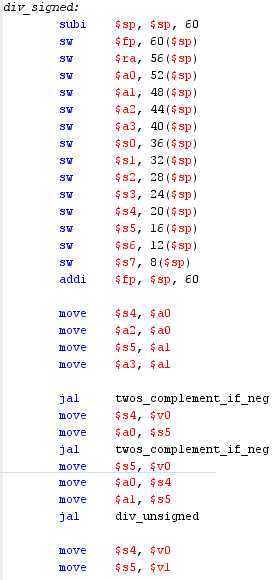 div_signed:
subi $sp, $sp, 60
sw $fp, 60($sp)
sw $ra, 56($sp)
sw $a0, 52($sp)
sw $a1, 48($sp)
sw $a2, 44($sp)
sw $a3, 40($sp)
sw $s0, 36($sp)
sw $s1, 32($sp)
sw $s2, 28($sp)
sw $s3, 24($sp)
sw $s4, 20($sp)
sw $s5, 16($sp)
sw $s6, 12($sp)
sw $s7, 8($sp)
addi $fp, $sp, 60
move $s4, $a0
move $a2, $a0
move $s5, $a1
move $a3, $a1
jal twos_complement_if_neg
move $s4, $v0
move $a0, $s5
jal twos_complement_if_neg
move $s5, $v0
move $a0, $s4
move $a1, $s5
jal div_unsigned
move $s4, $v0
move $s5, $v1